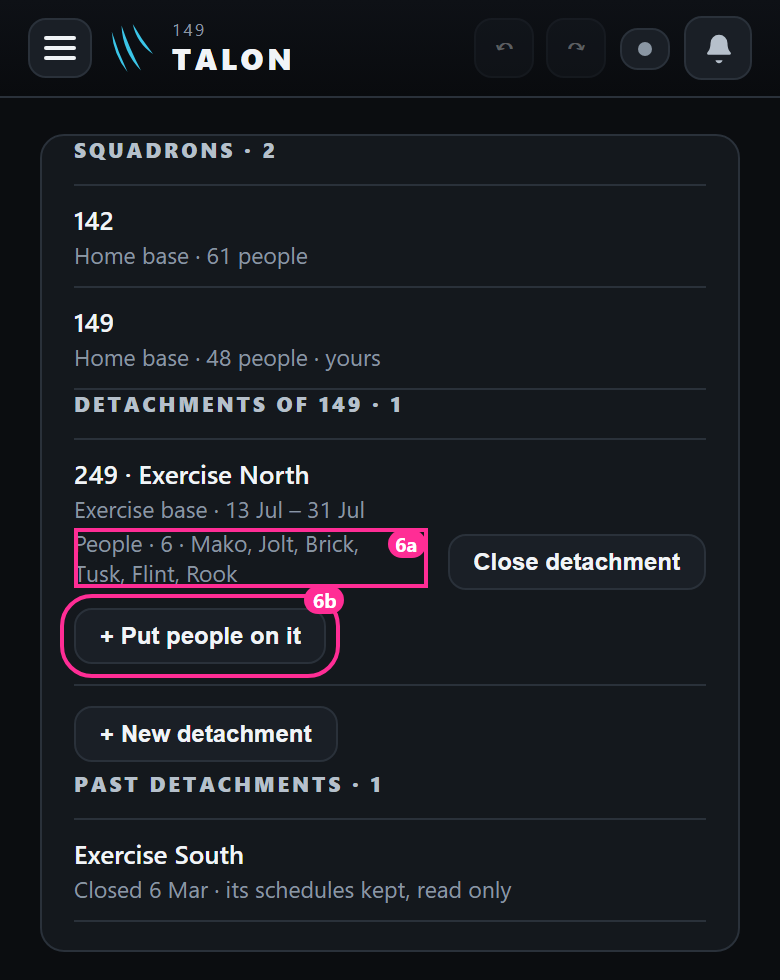 149
TALON
SQUADRONS · 2
142
Home base · 61 people
149
Home base · 48 people · yours
DETACHMENTS OF 149 · 1
249 · Exercise North
Exercise base · 13 Jul – 31 Jul
People · 6 · Mako, Jolt, Brick,
6a
Tusk, Flint, Rook
Close detachment
6b
+ Put people on it
+ New detachment
PAST DETACHMENTS · 1
Exercise South
Closed 6 Mar · its schedules kept, read only